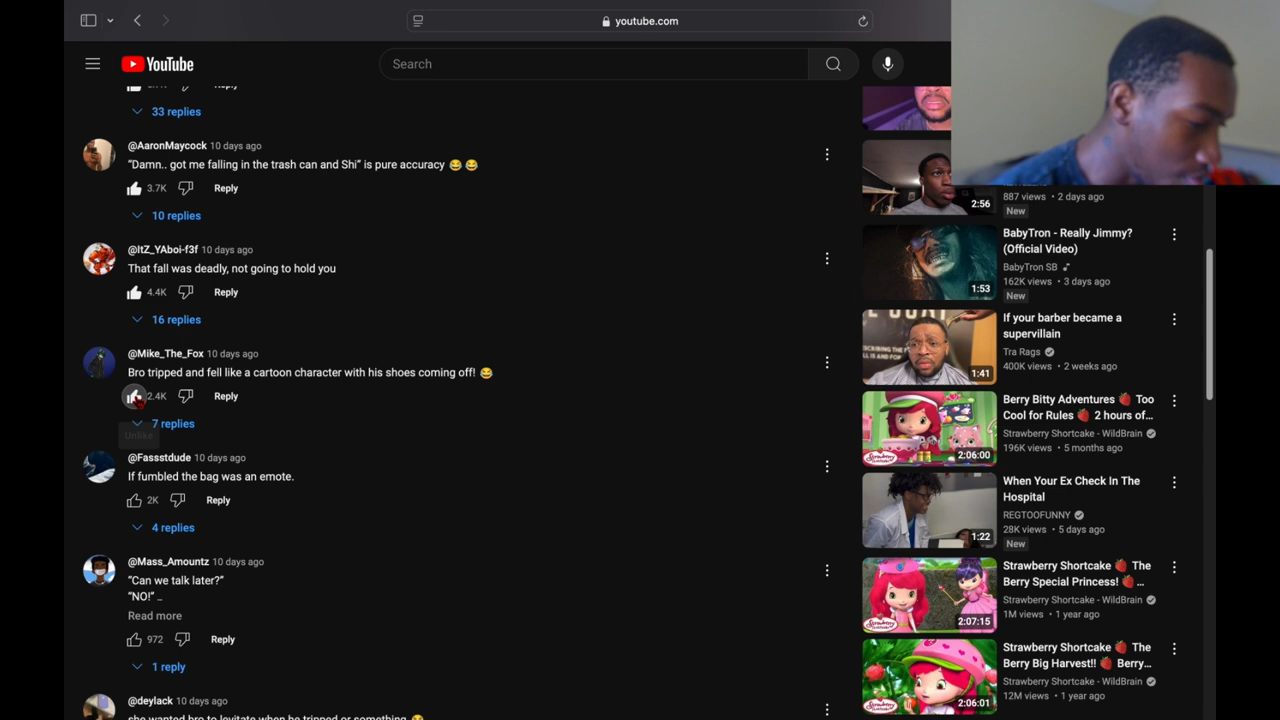 youtube.com
YouTube
Search
Reply
33 replies
@AaronMaycock 10 days ago
“Damn.. got me falling in the trash can and Shi” is pure accuracy 😂 😂
3.7K Reply
10 replies
@ItZ_YAboi-f3f 10 days ago
That fall was deadly, not going to hold you
4.4K Reply
16 replies
@Mike_The_Fox 10 days ago
Bro tripped and fell like a cartoon character with his shoes coming off! 😂
2.4K Reply
7 replies
Unlike
@Fassstdude 10 days ago
If fumbled the bag was an emote.
2K Reply
4 replies
@Mass_Amountz 10 days ago
“Can we talk later?”
“NO!” ..
Read more
972 Reply
1 reply
@deylack 10 days ago
she wanted bro to levitate when he tripped or something 😂
2:56
887 views • 2 days ago
New
1:53
BabyTron - Really Jimmy?
(Official Video)
BabyTron SB
162K views • 3 days ago
New
1:41
If your barber became a
supervillain
Tra Rags
400K views • 2 weeks ago
2:06:00
Berry Bitty Adventures 🍓 Too
Cool for Rules 🍓 2 hours of...
Strawberry Shortcake - WildBrain
196K views • 5 months ago
1:22
When Your Ex Check In The
Hospital
REGTOOFUNNY
28K views • 5 days ago
New
2:07:15
Strawberry Shortcake 🍓 The
Berry Special Princess! 🍓 ...
Strawberry Shortcake - WildBrain
1M views • 1 year ago
2:06:01
Strawberry Shortcake 🍓 The
Berry Big Harvest!! 🍓 Berry...
Strawberry Shortcake - WildBrain
12M views • 1 year ago